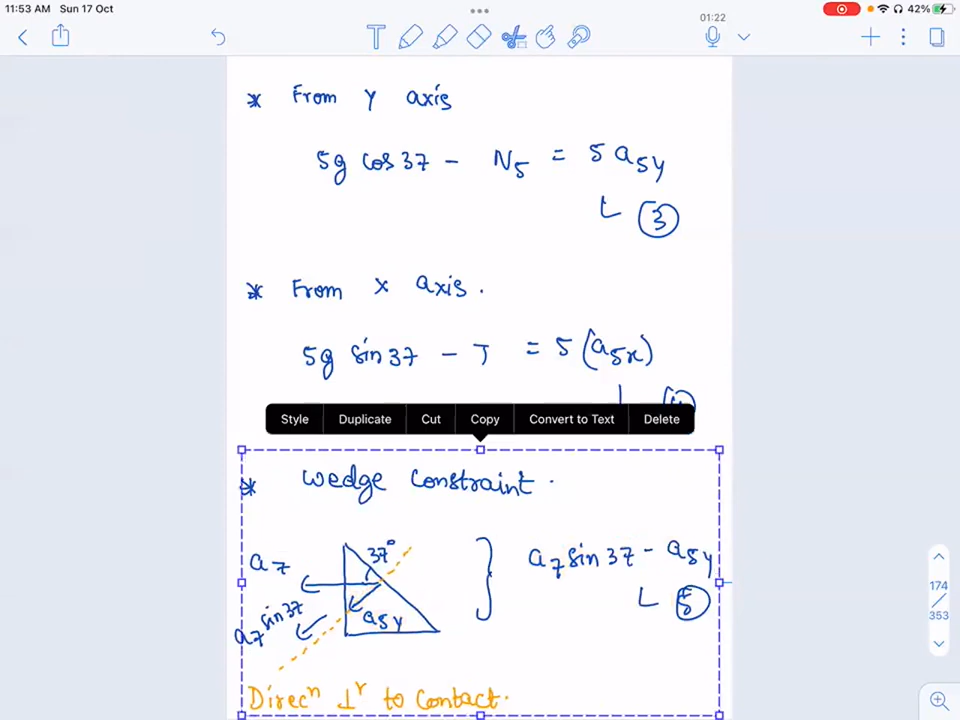 11:53 AM Sun 17 Oct
42%
01:22
* From Y axis
5g cos 37 - N5 = 5 a5y
③
* From X axis.
5g sin 37 - T = 5 (a5x)
Style Duplicate Cut Copy Convert to Text Delete
* Wedge constraint.
37°
a7
a7 sin 37 - a5y
⑤
a5y
a7 sin 37
174
353
Direcⁿ ⊥ʳ to Contact.